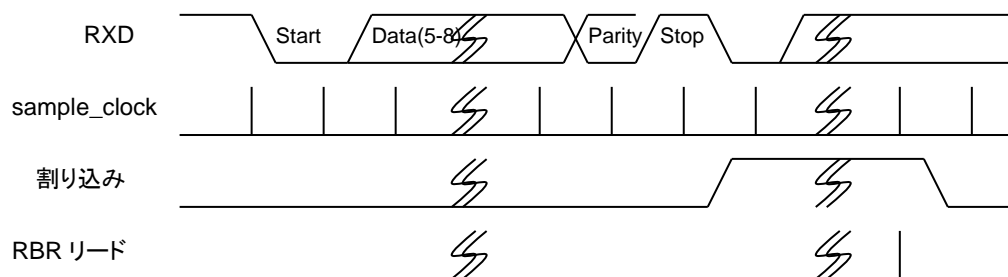 RXD Start Data(5-8) Parity Stop
sample_clock
割り込み
RBR リード